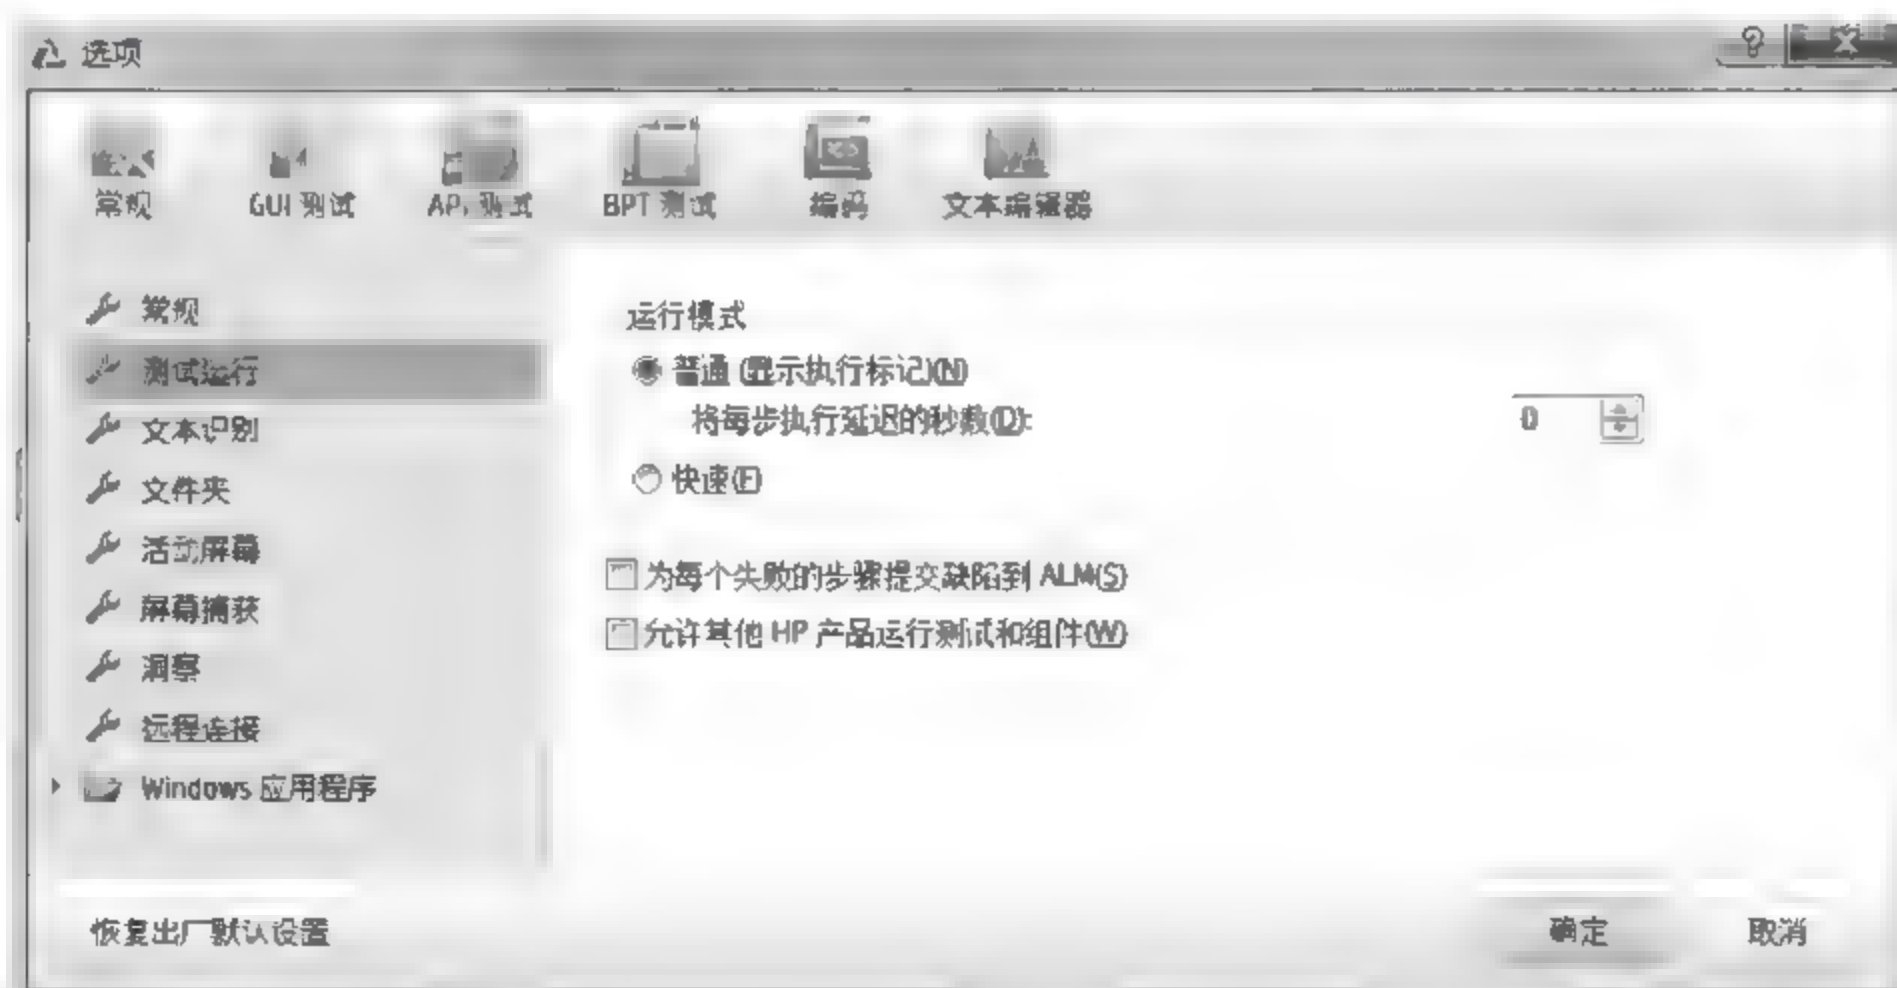 选项
常规 GUI 测试 API 测试 BPT 测试 编码 文本编辑器
常规
测试运行
文本识别
文件夹
活动屏幕
屏幕捕获
洞察
远程连接
Windows 应用程序
运行模式
普通 (显示执行标记)(N)
将每步执行延迟的秒数(D): 0
快速(F)
为每个失败的步骤提交缺陷到 ALM(S)
允许其他 HP 产品运行测试和组件(W)
恢复出厂默认设置 确定 取消